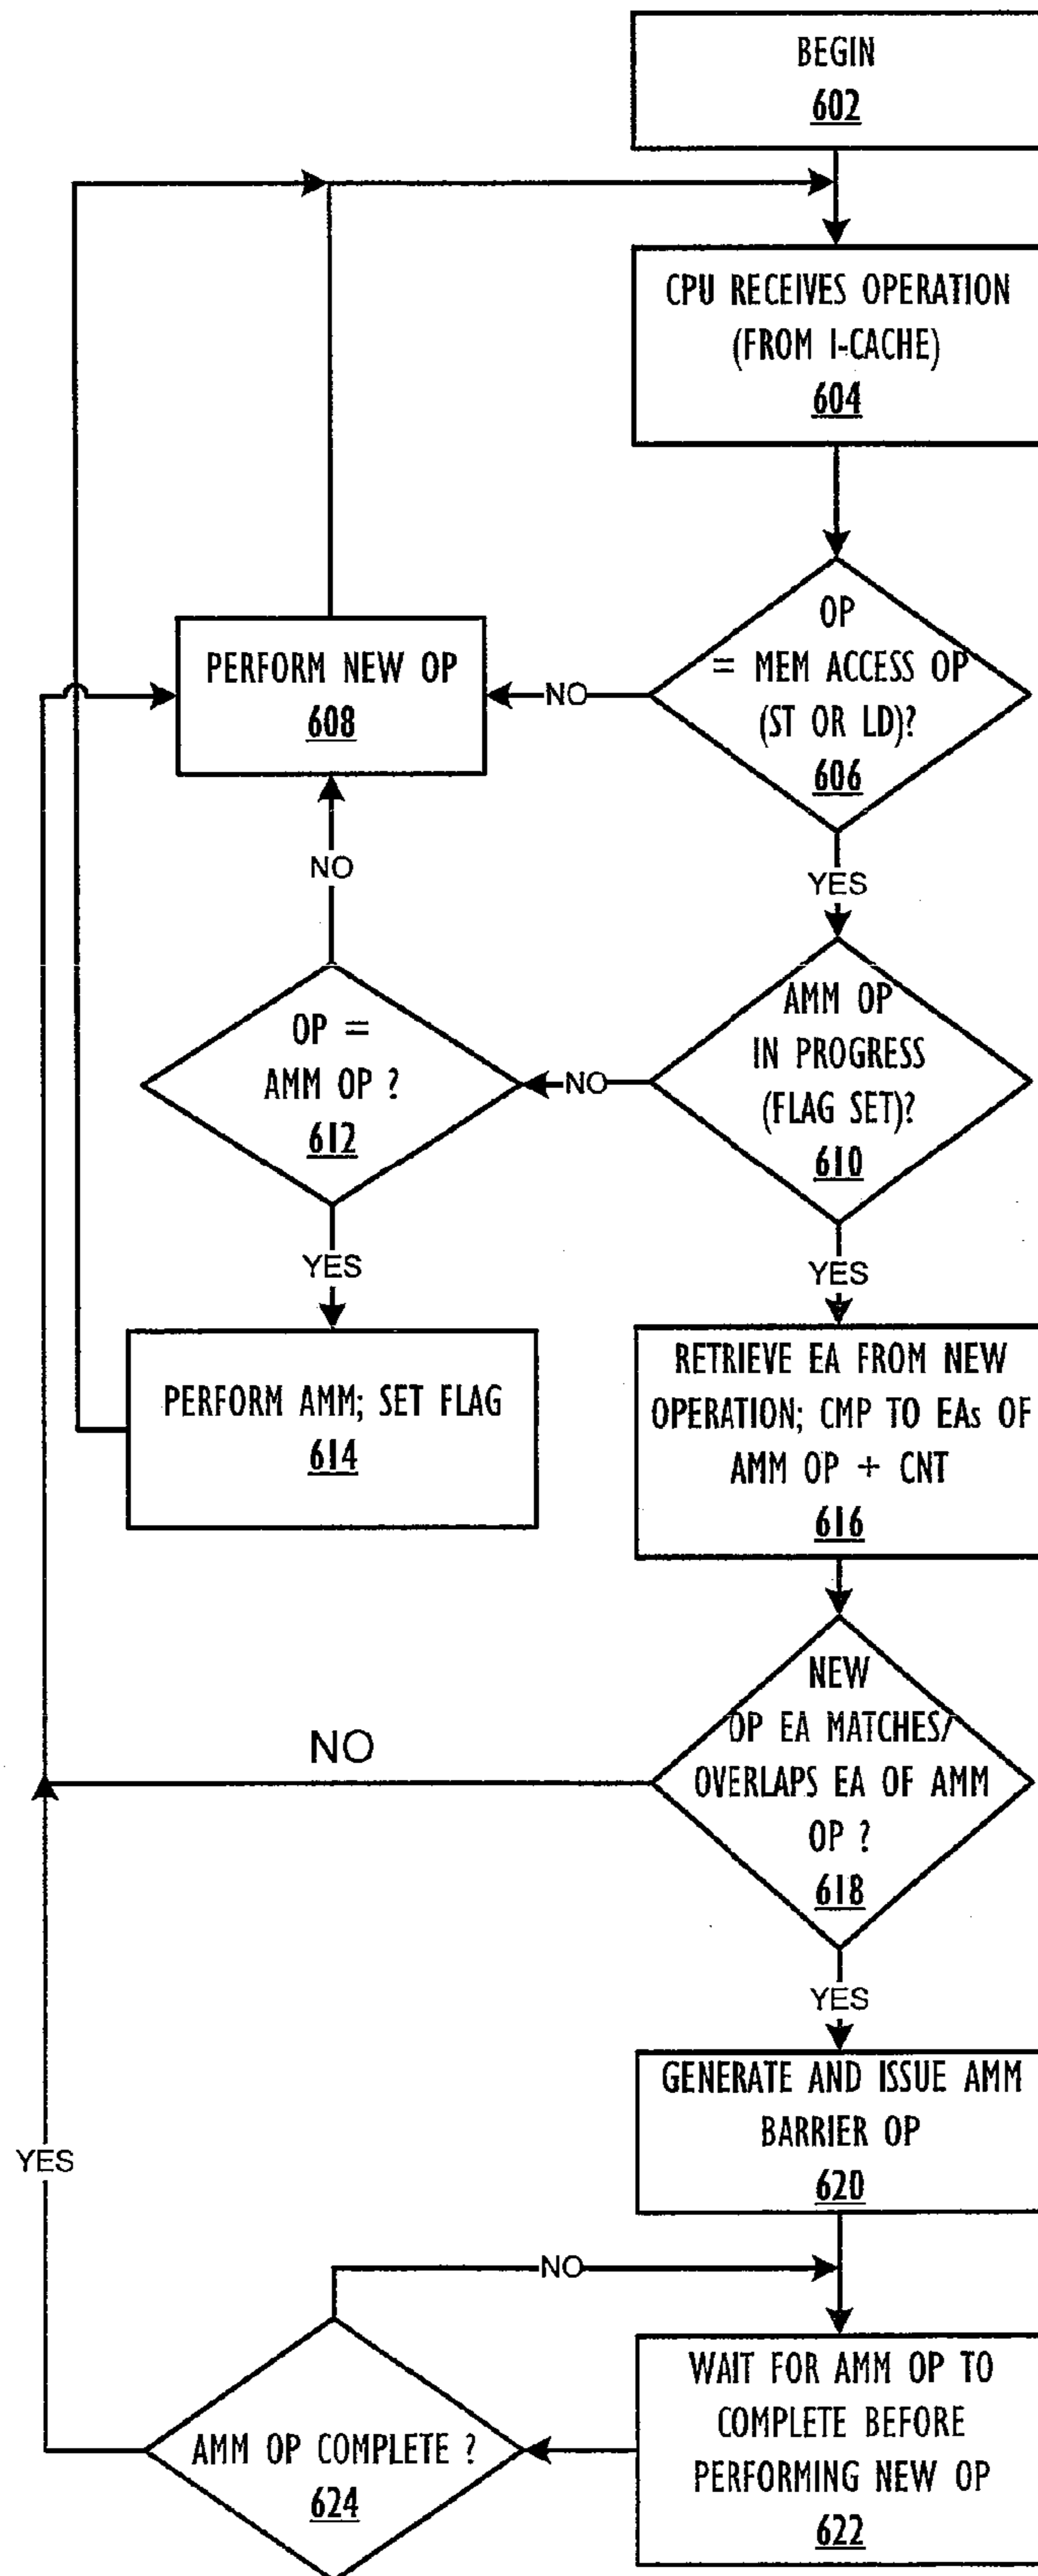 BEGIN
602
CPU RECEIVES OPERATION
(FROM I-CACHE)
604
OP
= MEM ACCESS OP
(ST OR LD)?
606
NO
PERFORM NEW OP
608
YES
NO
AMM OP
IN PROGRESS
(FLAG SET)?
610
NO
OP =
AMM OP ?
612
YES
YES
PERFORM AMM; SET FLAG
614
RETRIEVE EA FROM NEW
OPERATION; CMP TO EAs OF
AMM OP + CNT
616
NEW
OP EA MATCHES/
OVERLAPS EA OF AMM
OP ?
618
NO
YES
GENERATE AND ISSUE AMM
BARRIER OP
620
YES
NO
WAIT FOR AMM OP TO
COMPLETE BEFORE
PERFORMING NEW OP
622
AMM OP COMPLETE ?
624